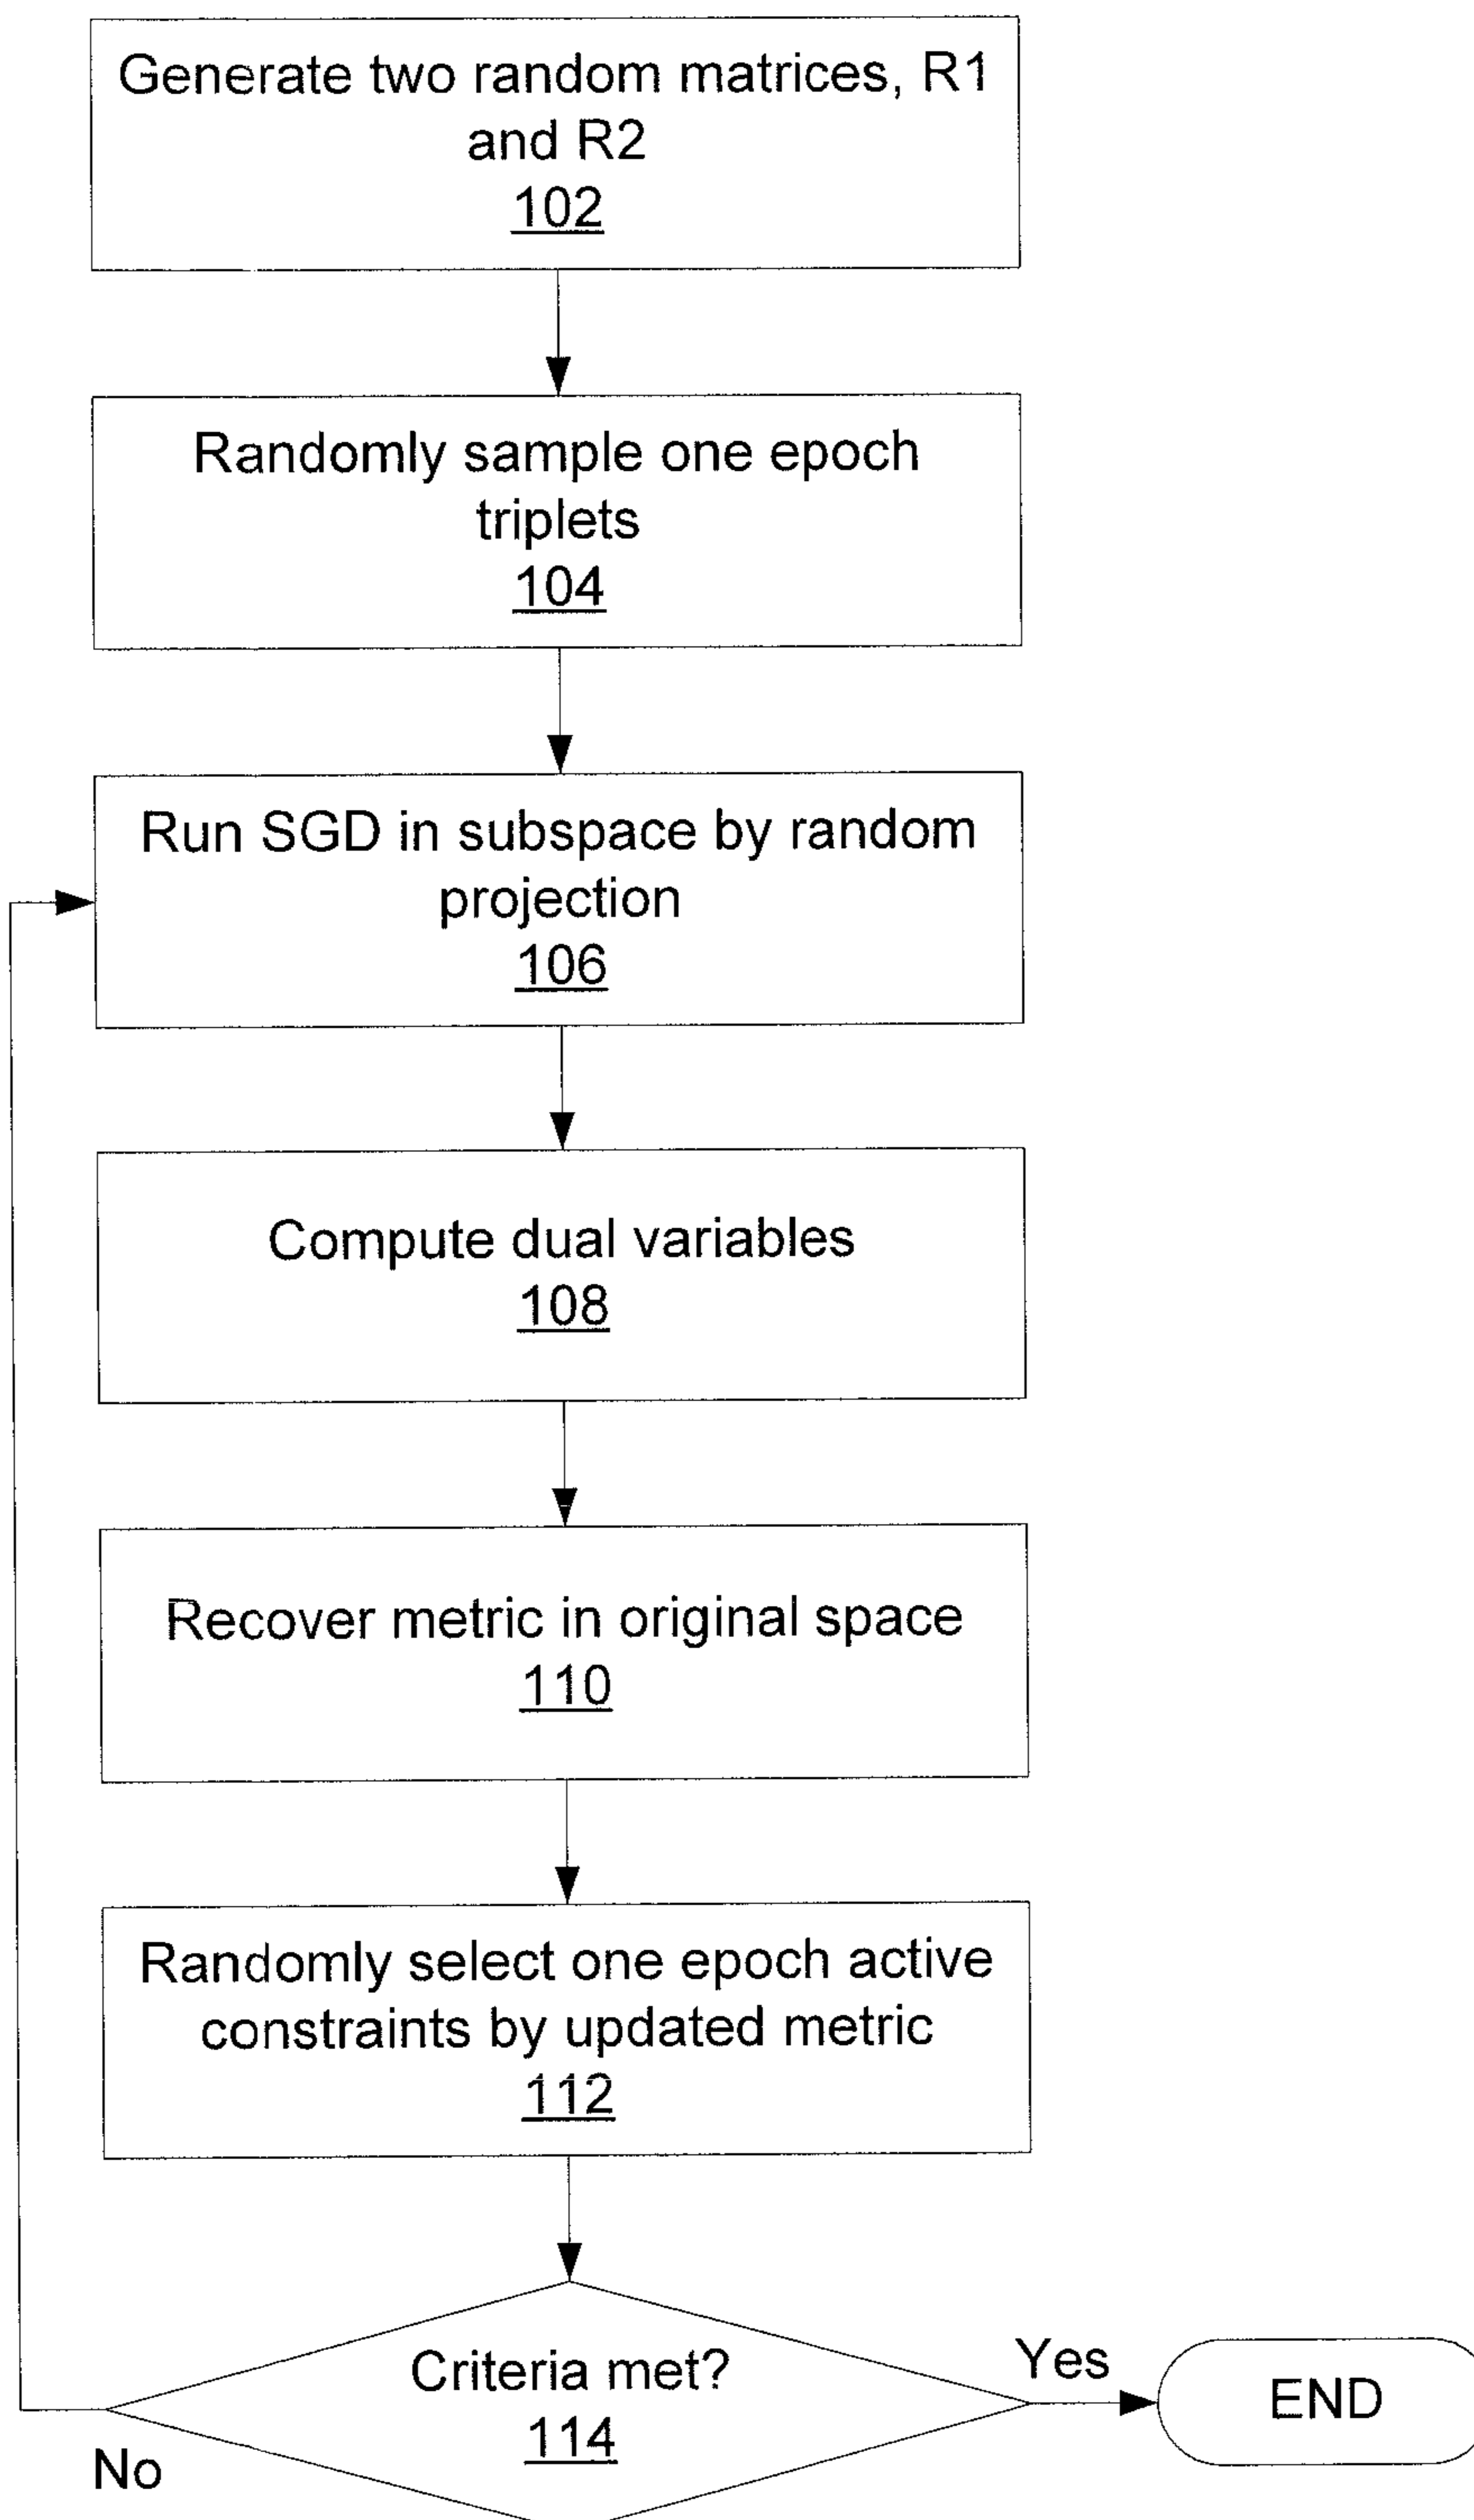 Generate two random matrices, R1
and R2
102
Randomly sample one epoch
triplets
104
Run SGD in subspace by random
projection
106
Compute dual variables
108
Recover metric in original space
110
Randomly select one epoch active
constraints by updated metric
112
Criteria met?
114
Yes
END
No